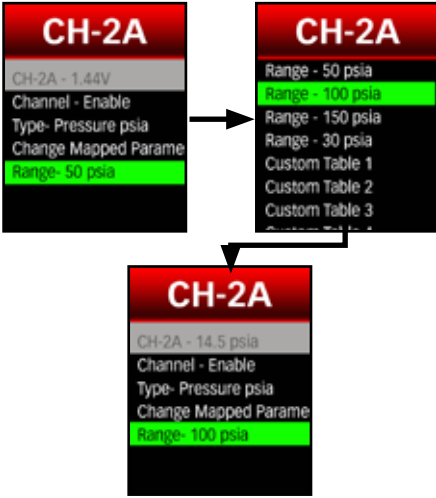 CH-2A
CH-2A - 1.44V
Channel - Enable
Type- Pressure psia
Change Mapped Parame
Range- 50 psia
CH-2A
Range - 50 psia
Range - 100 psia
Range - 150 psia
Range - 30 psia
Custom Table 1
Custom Table 2
Custom Table 3
CH-2A
CH-2A - 14.5 psia
Channel - Enable
Type- Pressure psia
Change Mapped Parame
Range- 100 psia